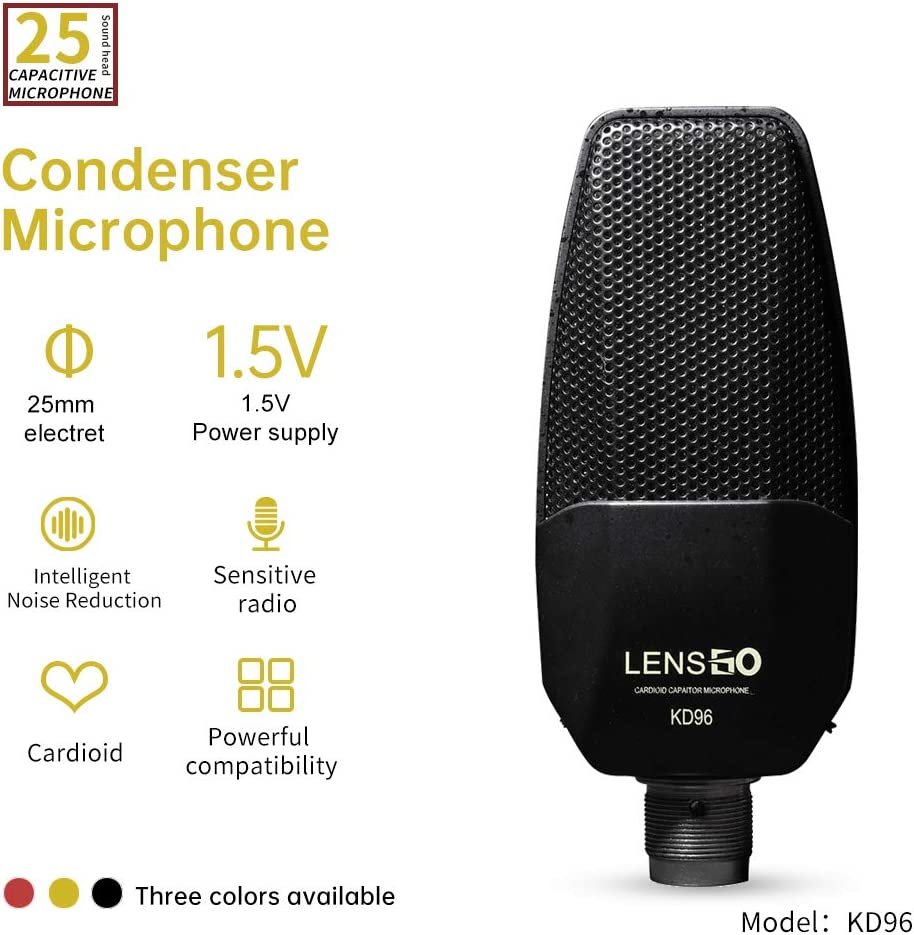 25
Sound head
CAPACITIVE
MICROPHONE
Condenser
Microphone
Φ
25mm
electret
1.5V
1.5V
Power supply
Intelligent
Noise Reduction
Sensitive
radio
Cardioid
Powerful
compatibility
Three colors available
LENSGO
CARDIOID CAPAITOR MICROPHONE
KD96
Model: KD96